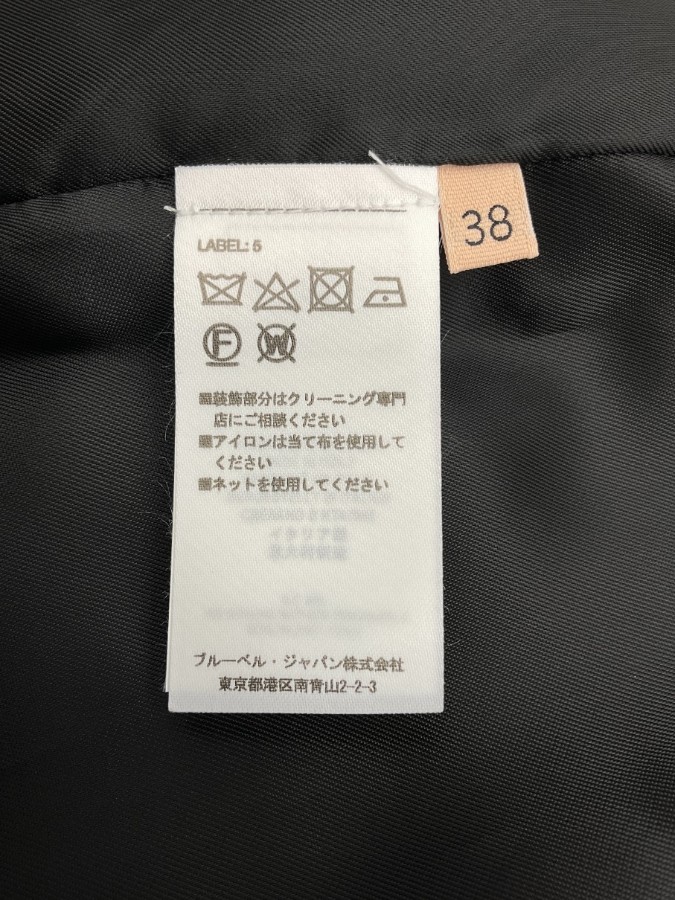 LABEL: 5
38
F W
■装飾部分はクリーニング専門
店にご相談ください
■アイロンは当て布を使用して
ください
■ネットを使用してください
イタリア製
ブルーベル・ジャパン株式会社
東京都港区南青山2-2-3